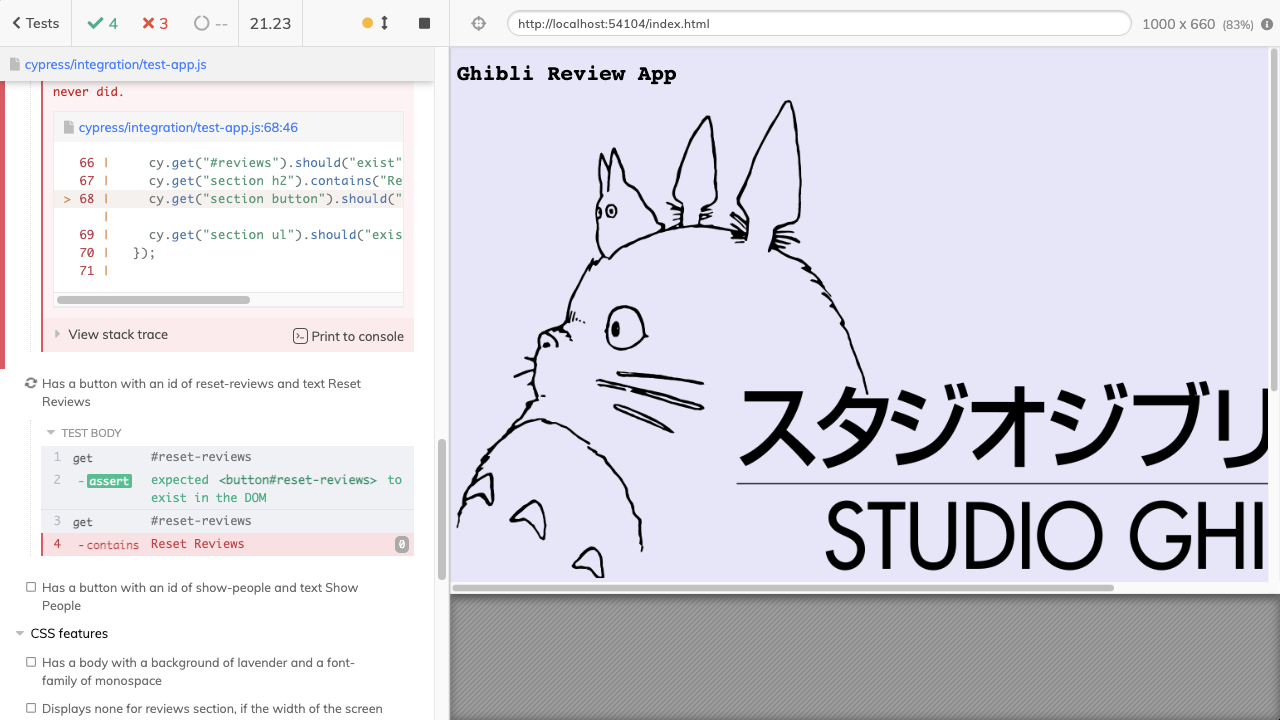 Tests
4
3
--
21.23
http://localhost:54104/index.html
1000 x 660 (83%)
cypress/integration/test-app.js
never did.
cypress/integration/test-app.js:68:46
66 | cy.get("#reviews").should("exist"
67 | cy.get("section h2").contains("Re
> 68 | cy.get("section button").should("
|
69 | cy.get("section ul").should("exis
70 | });
71 |
View stack trace
Print to console
Has a button with an id of reset-reviews and text Reset
Reviews
TEST BODY
1 get #reset-reviews
2 -assert expected <button#reset-reviews> to
exist in the DOM
3 get #reset-reviews
4 -contains Reset Reviews 0
Has a button with an id of show-people and text Show
People
CSS features
Has a body with a background of lavender and a font-
family of monospace
Displays none for reviews section, if the width of the screen
Ghibli Review App
スタジオジブリ
STUDIO GHI